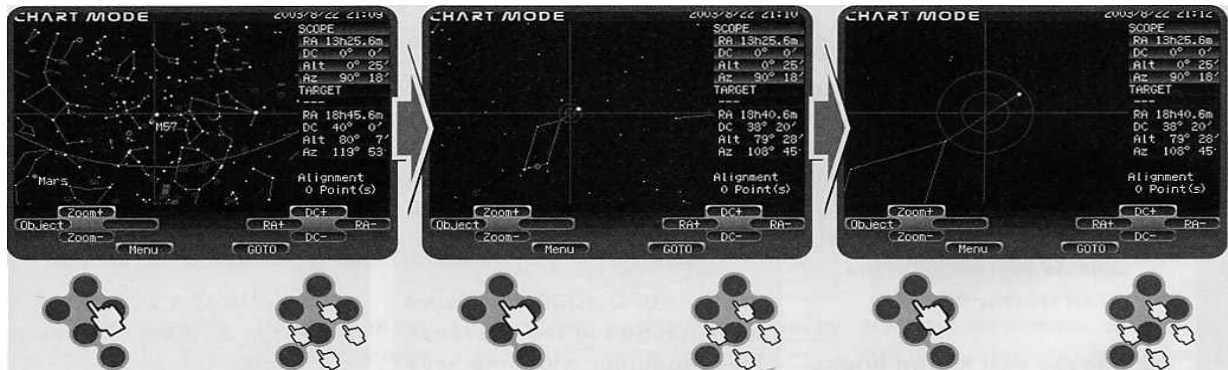 CHART MODE 2003/8/22 21:09
SCOPE
RA 13h25.6m
DC 0° 0′
Alt 0° 25′
Az 90° 18′
TARGET
---
RA 18h45.6m
DC 40° 0′
Alt 80° 7′
Az 119° 53′
Alignment
0 Point(s)
M57
Mars
Zoom+
Object
Zoom-
Menu
GOTO
DC+
RA+ RA-
DC-
CHART MODE 2003/8/22 21:10
SCOPE
RA 13h25.6m
DC 0° 0′
Alt 0° 25′
Az 90° 18′
TARGET
---
RA 18h40.6m
DC 38° 20′
Alt 79° 28′
Az 108° 45′
Alignment
0 Point(s)
Zoom+
Object
Zoom-
Menu
GOTO
DC+
RA+ RA-
DC-
CHART MODE 2003/8/22 21:12
SCOPE
RA 13h25.6m
DC 0° 0′
Alt 0° 25′
Az 90° 18′
TARGET
---
RA 18h40.6m
DC 38° 20′
Alt 79° 28′
Az 108° 45′
Alignment
0 Point(s)
Zoom+
Object
Zoom-
Menu
GOTO
DC+
RA+ RA-
DC-